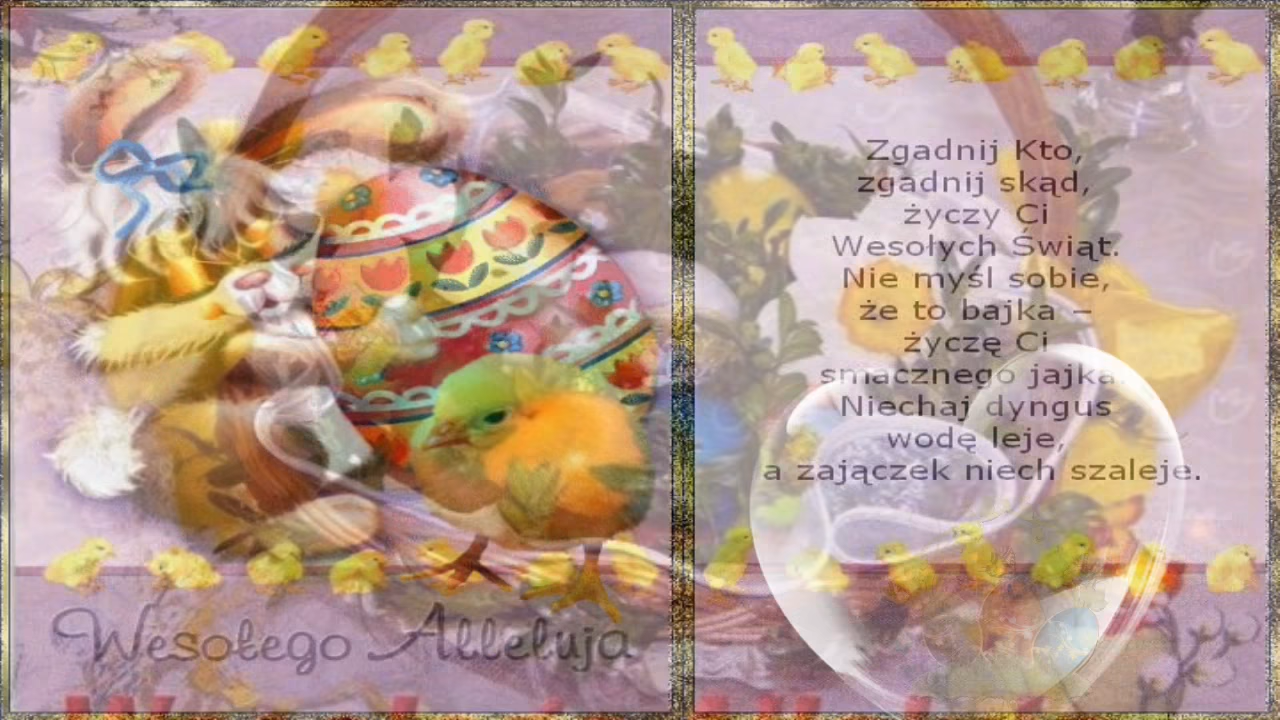 Wesołego Alleluja
Zgadnij Kto,
zgadnij skąd,
życzy Ci
Wesołych Świąt.
Nie myśl sobie,
że to bajka –
życzę Ci
smacznego jajka.
Niechaj dyngus
wodę leje,
a zajączek niech szaleje.